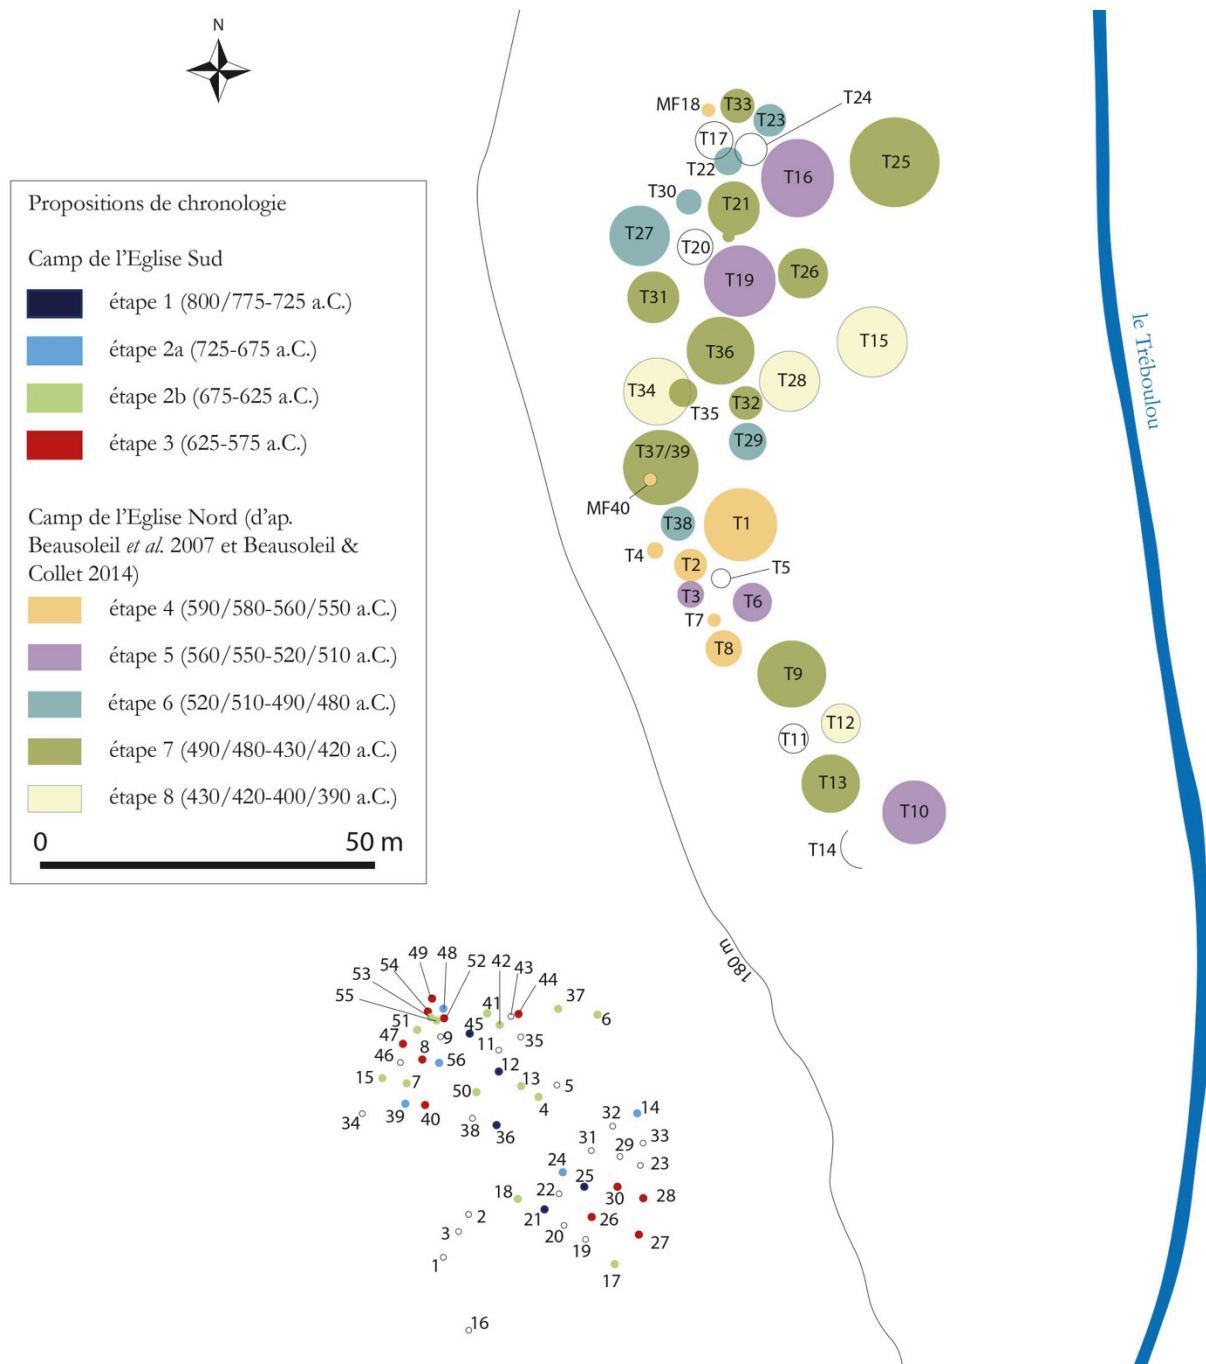 N
Propositions de chronologie
Camp de l'Eglise Sud
étape 1 (800/775-725 a.C.)
étape 2a (725-675 a.C.)
étape 2b (675-625 a.C.)
étape 3 (625-575 a.C.)
Camp de l'Eglise Nord (d'ap.
Beausoleil et al. 2007 et Beausoleil &
Collet 2014)
étape 4 (590/580-560/550 a.C.)
étape 5 (560/550-520/510 a.C.)
étape 6 (520/510-490/480 a.C.)
étape 7 (490/480-430/420 a.C.)
étape 8 (430/420-400/390 a.C.)
0 50 m
MF18
T33
T24
T23
T17
T22
T16
T25
T30
T21
T27
T20
T19
T26
T31
T36
T15
T34
T28
T35
T32
T29
T37/39
MF40
T38
T1
T4
T2
T5
T3
T6
T7
T8
T9
T12
T11
T13
T10
T14
le Tréboulou
180 m
49
48
54
52
42
43
53
44
55
41
37
6
51
45
47
9
35
8
11
46
56
12
15
7
50
13
5
39
40
4
34
38
36
32
14
31
29
33
24
23
25
18
22
30
28
2
21
26
3
20
27
1
19
17
16